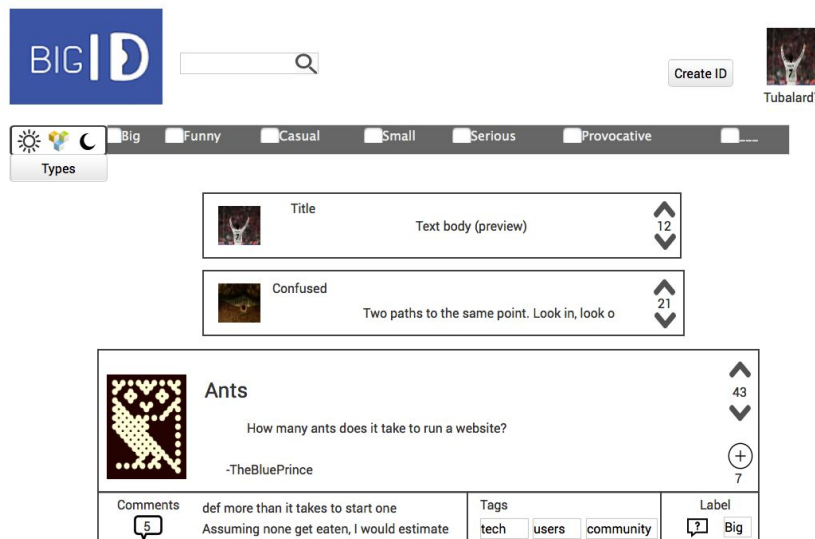 BIG ID
Create ID
Tubalard
Big Funny Casual Small Serious Provocative ___
Types
Title
Text body (preview)
12
Confused
Two paths to the same point. Look in, look o
21
Ants
43
How many ants does it take to run a website?
-TheBluePrince
7
Comments
5
def more than it takes to start one
Assuming none get eaten, I would estimate
Tags
tech users community
Label
? Big